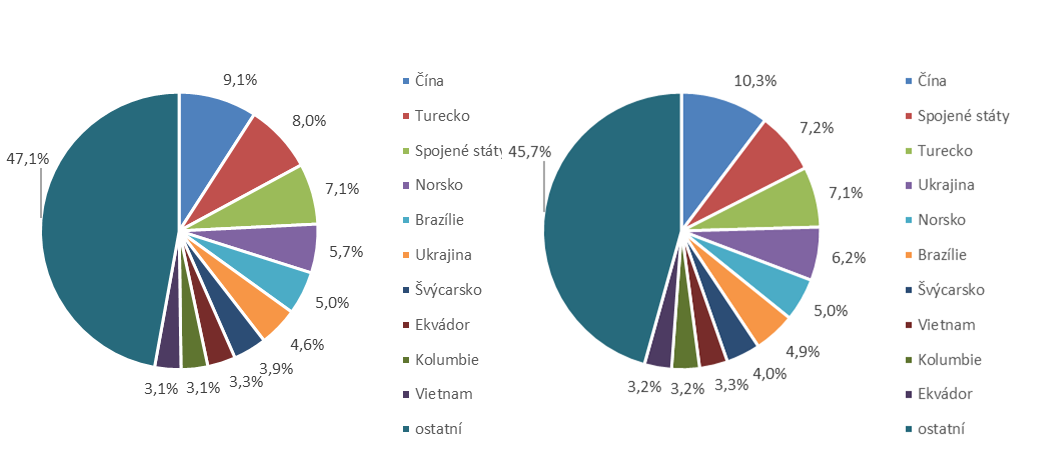 9,1%
8,0%
7,1%
5,7%
5,0%
4,6%
3,9%
3,3%
3,1%
3,1%
47,1%
Čína
Turecko
Spojené státy
Norsko
Brazílie
Ukrajina
Švýcarsko
Ekvádor
Kolumbie
Vietnam
ostatní
10,3%
7,2%
7,1%
6,2%
5,0%
4,9%
4,0%
3,3%
3,2%
3,2%
45,7%
Čína
Spojené státy
Turecko
Ukrajina
Norsko
Brazílie
Švýcarsko
Vietnam
Kolumbie
Ekvádor
ostatní